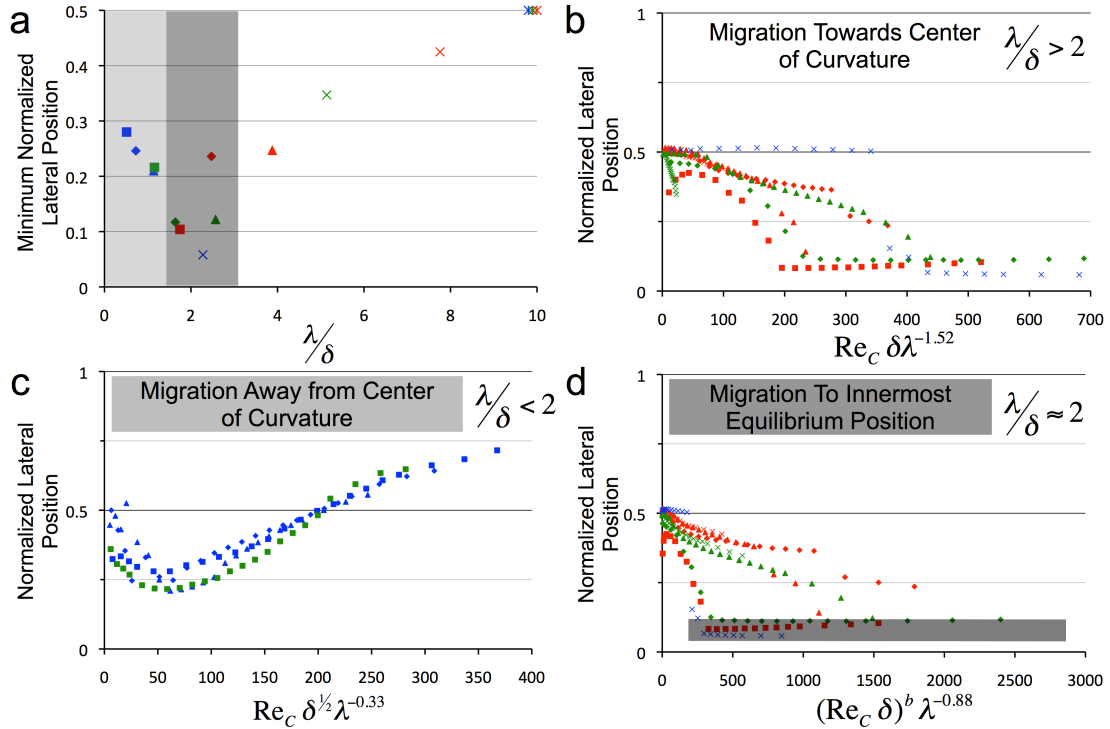 a
Minimum Normalized
Lateral Position
0.5
0.4
0.3
0.2
0.1
0
0 2 4 6 8 10
λ/δ
b
Migration Towards Center
of Curvature
λ/δ > 2
Normalized Lateral
Position
1
0.5
0
0 100 200 300 400 500 600 700
Re_C δλ^-1.52
c
Migration Away from Center
of Curvature
λ/δ < 2
Normalized Lateral
Position
1
0.5
0
0 50 100 150 200 250 300 350 400
Re_C δ^½ λ^-0.33
d
Migration To Innermost
Equilibrium Position
λ/δ ≈ 2
Normalized Lateral
Position
1
0.5
0
0 500 1000 1500 2000 2500 3000
(Re_C δ)^b λ^-0.88